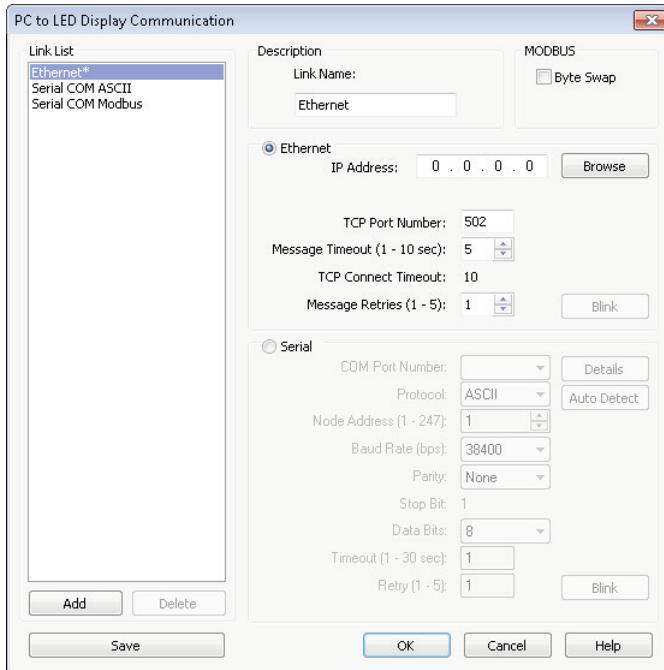 PC to LED Display Communication
Link List
Ethernet*
Serial COM ASCII
Serial COM Modbus
Add
Delete
Save
Description
Link Name:
Ethernet
MODBUS
Byte Swap
Ethernet
IP Address: 0 . 0 . 0 . 0 Browse
TCP Port Number: 502
Message Timeout (1 - 10 sec): 5
TCP Connect Timeout: 10
Message Retries (1 - 5): 1 Blink
Serial
COM Port Number: Details
Protocol: ASCII Auto Detect
Node Address (1 - 247): 1
Baud Rate (bps): 38400
Parity: None
Stop Bit: 1
Data Bits: 8
Timeout (1 - 30 sec): 1
Retry (1 - 5): 1 Blink
OK Cancel Help